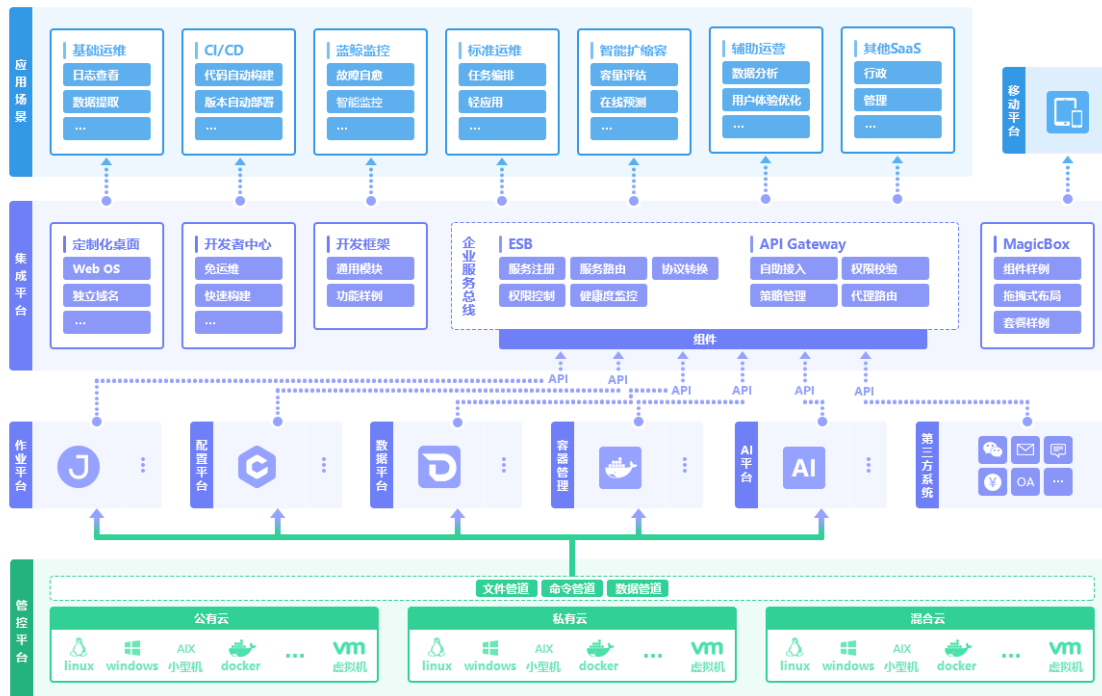 应用场景
基础运维
日志查看
数据提取
...
CI/CD
代码自动构建
版本自动部署
...
蓝鲸监控
故障自愈
智能监控
...
标准运维
任务编排
轻应用
...
智能扩缩容
容量评估
在线预测
...
辅助运营
数据分析
用户体验优化
...
其他SaaS
行政
管理
...
移动平台
集成平台
定制化桌面
Web OS
独立域名
...
开发者中心
免运维
快速构建
...
开发框架
通用模块
功能样例
企业服务总线
ESB
服务注册 服务路由 协议转换
权限控制 健康度监控
API Gateway
自助接入 权限校验
策略管理 代理路由
组件
MagicBox
组件样例
拖拽式布局
套餐样例
API API API API API API
作业平台
J
配置平台
C
数据平台
D
容器管理
AI平台
AI
第三方系统
¥ OA ...
管控平台
文件管道 命令管道 数据管道
公有云
linux windows AIX 小型机 docker ... vm 虚拟机
私有云
linux windows AIX 小型机 docker ... vm 虚拟机
混合云
linux windows AIX 小型机 docker ... vm 虚拟机